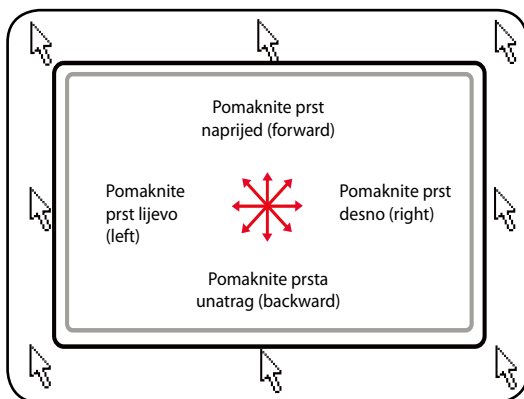 Pomaknite prst
naprijed (forward)
Pomaknite
prst lijevo
(left)
Pomaknite prst
desno (right)
Pomaknite prsta
unatrag (backward)